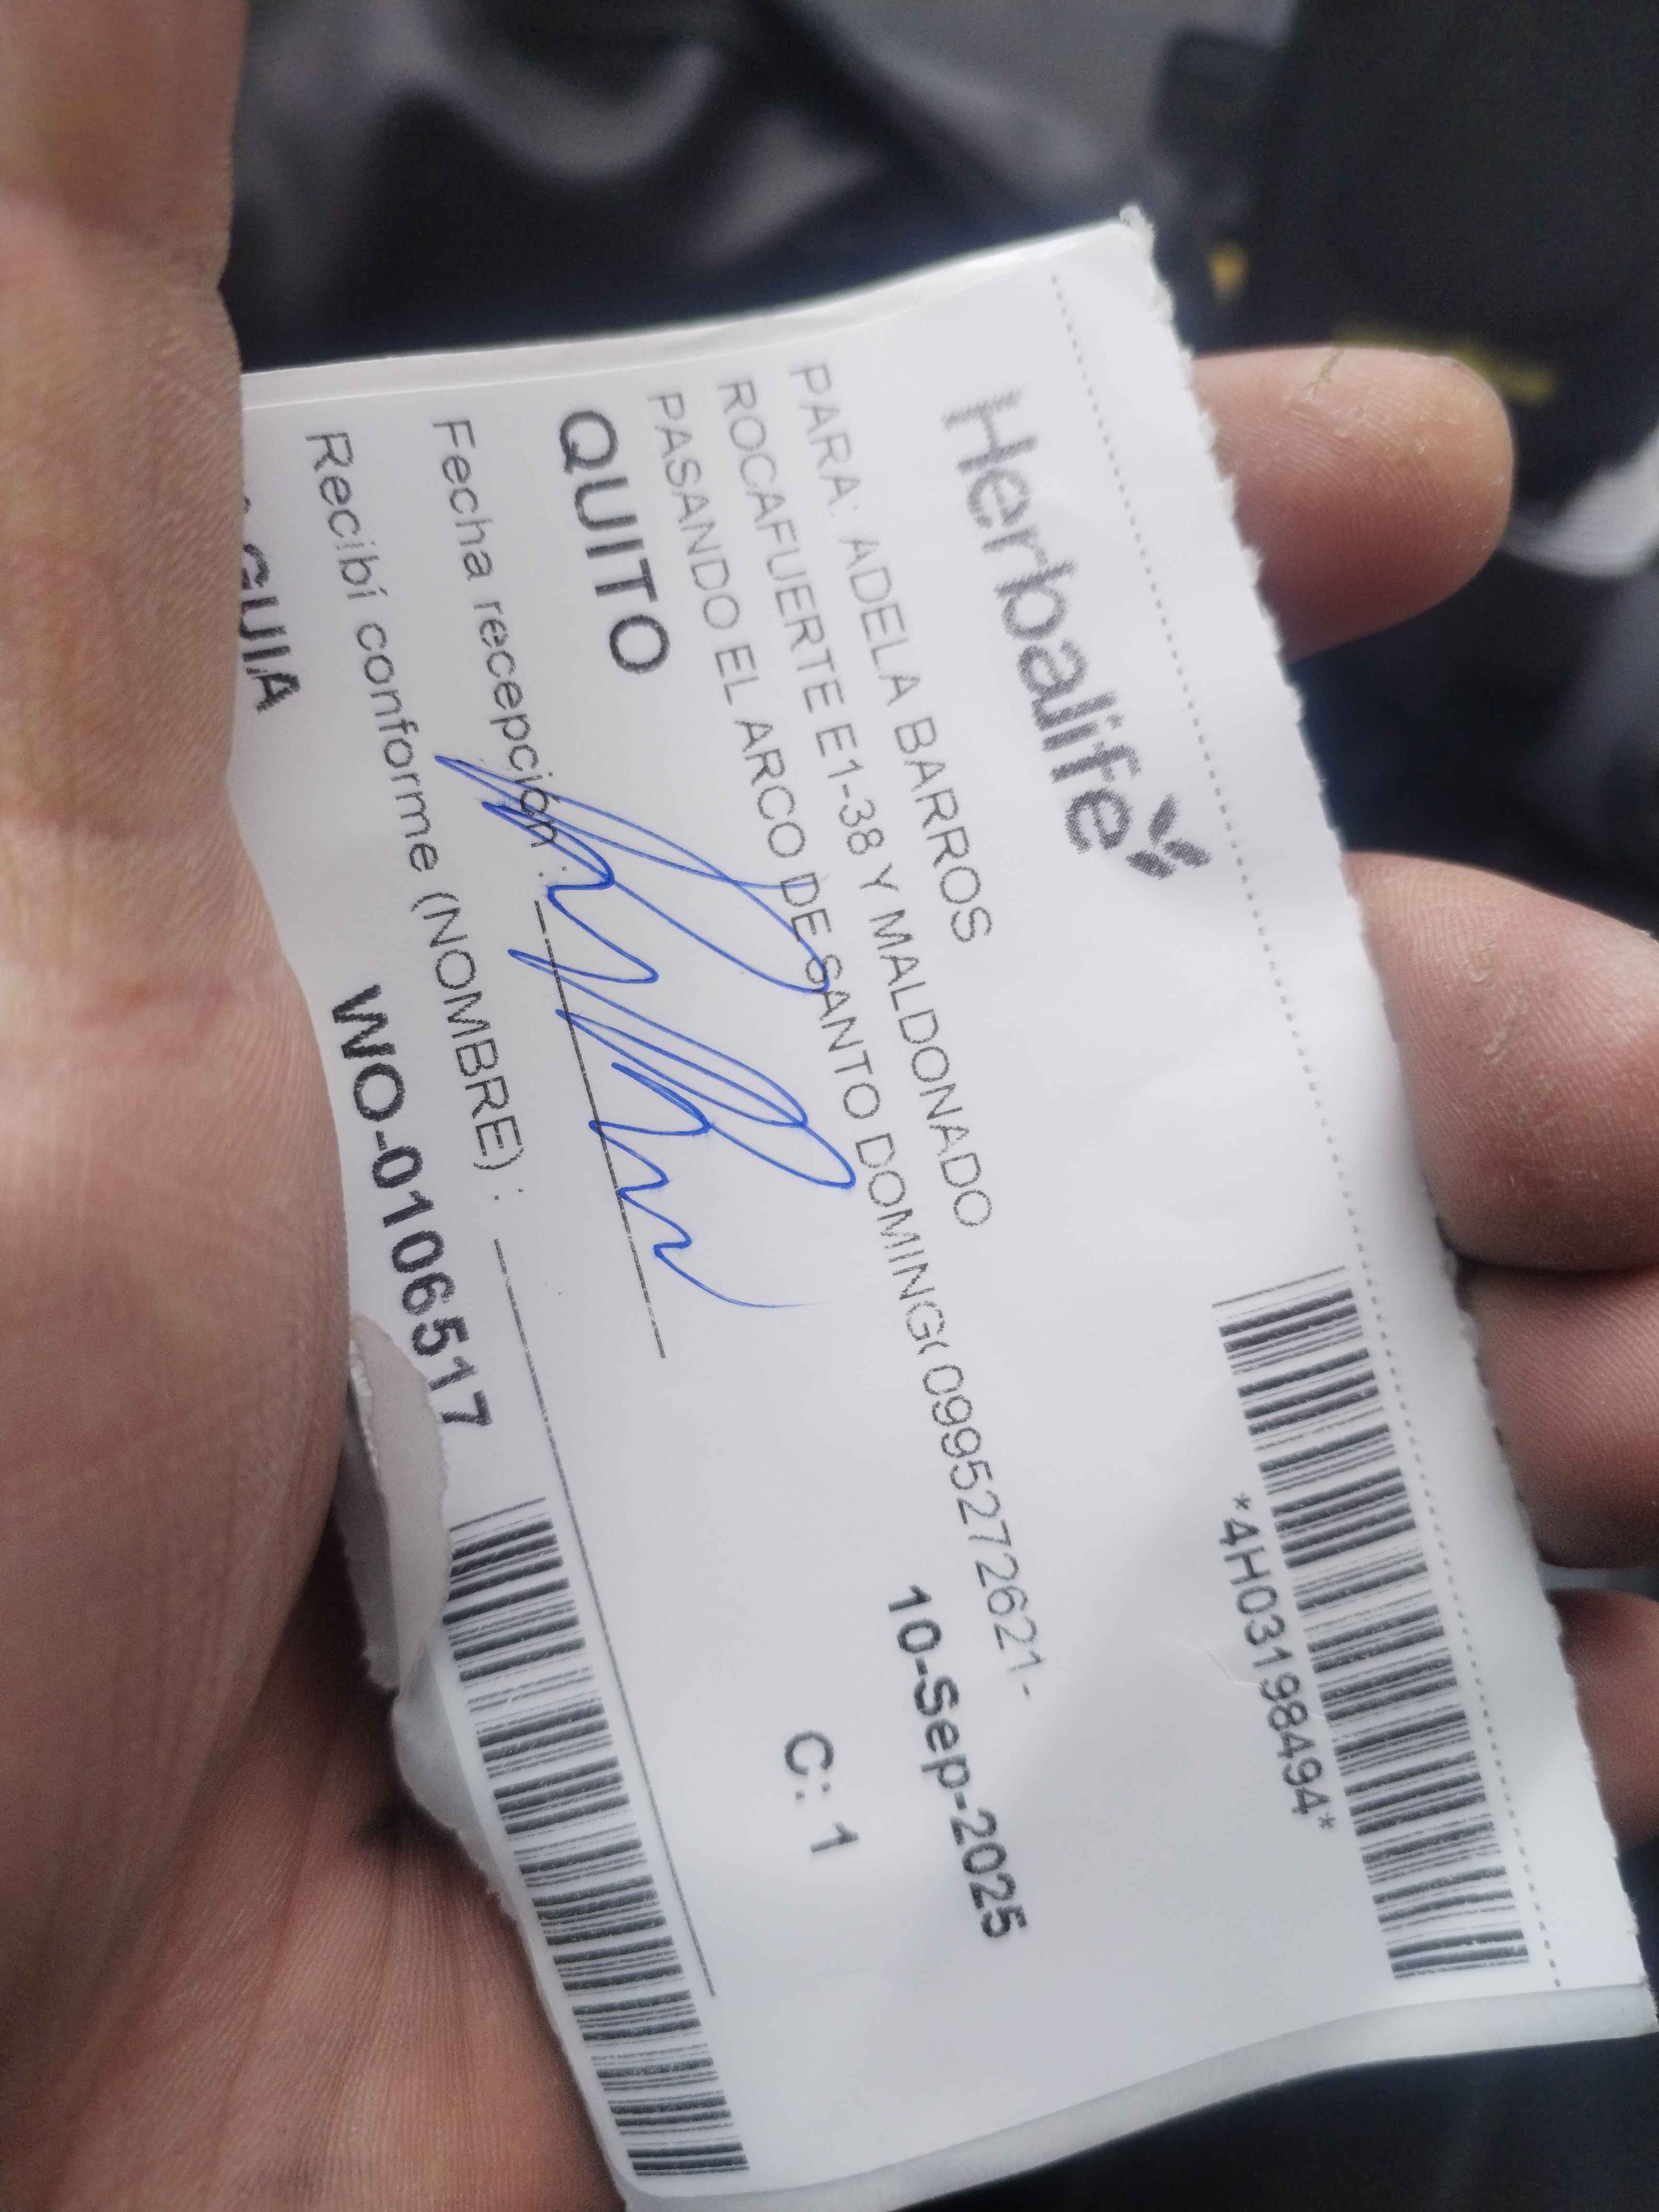 Herbalife
*4H03198494*
PARA: ADELA BARROS
ROCAFUERTE E1-38 Y MALDONADO
PASANDO EL ARCO DE SANTO DOMING( 0995272621-
10-Sep-2025
QUITO
C: 1
Fecha recepción :
Recibí conforme (NOMBRE) :
GUIA
WO-0106517